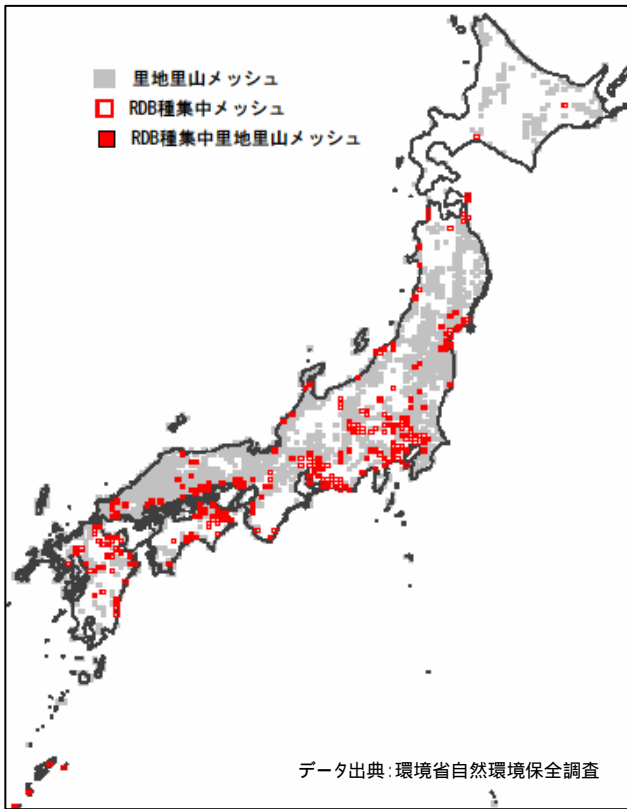 里地里山メッシュ
RDB種集中メッシュ
RDB種集中里地里山メッシュ
データ出典:環境省自然環境保全調査